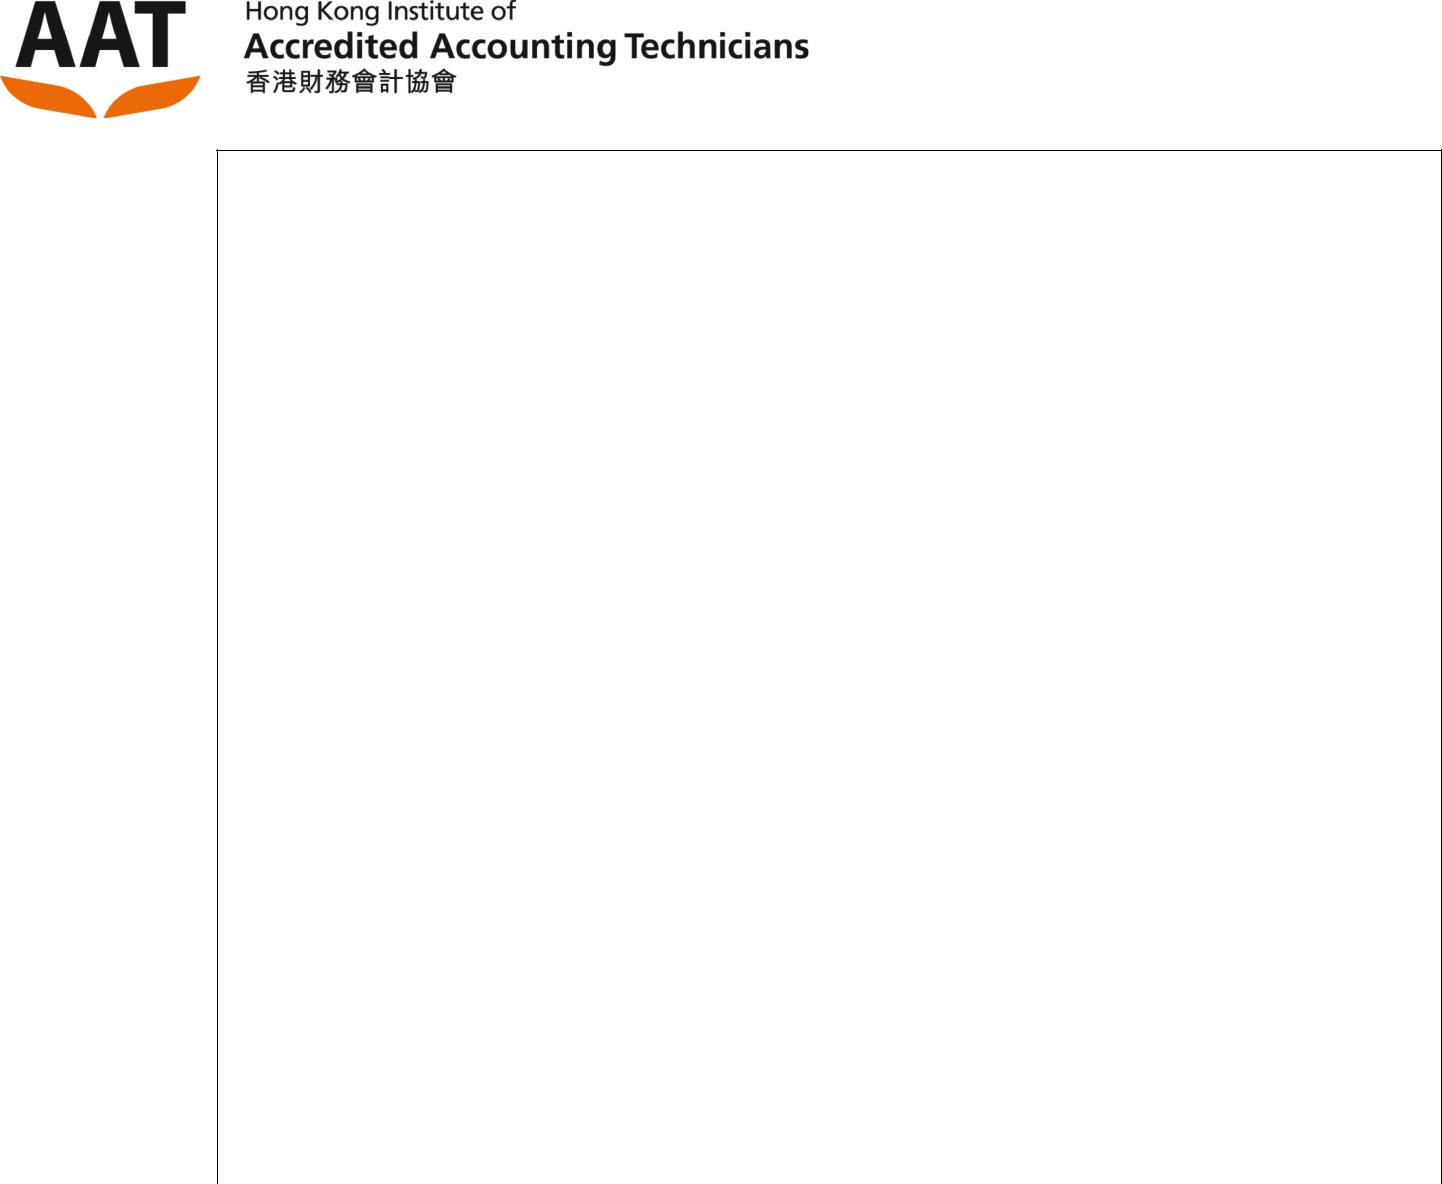 AAT
Hong Kong Institute of
Accredited Accounting Technicians
香港財務會計協會